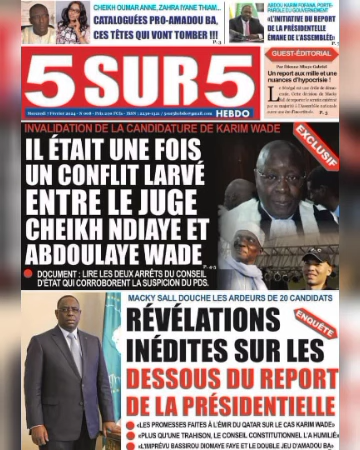 CHEIKH OUMAR ANNE, ZAHRA IYANE THIAM...
CATALOGUÉES PRO-AMADOU BA,
CES TÊTES QUI VONT TOMBER !!!
ABDOU KARIM FOFANA, PORTE-
PAROLE DU GOUVERNEMENT
«L'INITIATIVE DU REPORT
DE LA PRÉSIDENTIELLE
ÉMANE DE L'ASSEMBLÉE»
5 SUR 5
HEBDO
GUEST-ÉDITORIAL
Un report aux mille et une
nuances d'hypocrisie !
INVALIDATION DE LA CANDIDATURE DE KARIM WADE
EXCLUSIF
IL ÉTAIT UNE FOIS
UN CONFLIT LARVÉ
ENTRE LE JUGE
CHEIKH NDIAYE ET
ABDOULAYE WADE
DOCUMENT : LIRE LES DEUX ARRÊTS DU CONSEIL
D'ÉTAT QUI CORROBORENT LA SUSPICION DU PDS.
MACKY SALL DOUCHE LES ARDEURS DE 20 CANDIDATS
ENQUÊTE
RÉVÉLATIONS
INÉDITES SUR LES
DESSOUS DU REPORT
DE LA PRÉSIDENTIELLE
«LES PROMESSES FAITES À L'ÉMIR DU QATAR SUR LE CAS KARIM WADE»
«PLUS QU'UNE TRAHISON, LE CONSEIL CONSTITUTIONNEL A HUMILIÉ»
«L'IMPRÉVU BASSIROU DIOMAYE FAYE ET LE DOUBLE JEU D'AMADOU BA»